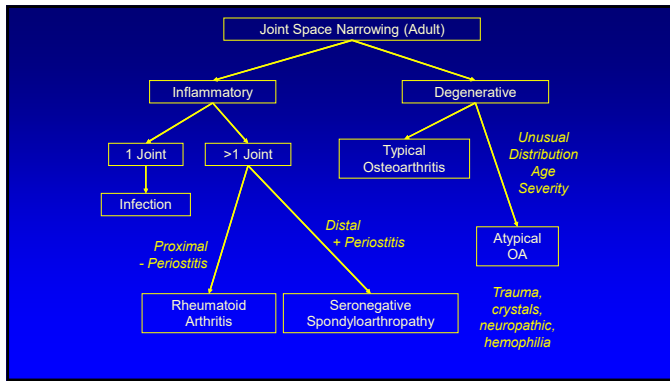 Joint Space Narrowing (Adult)
Inflammatory
Degenerative
1 Joint
>1 Joint
Typical
Osteoarthritis
Unusual
Distribution
Age
Severity
Infection
Proximal
- Periostitis
Distal
+ Periostitis
Atypical
OA
Rheumatoid
Arthritis
Seronegative
Spondyloarthropathy
Trauma,
crystals,
neuropathic,
hemophilia